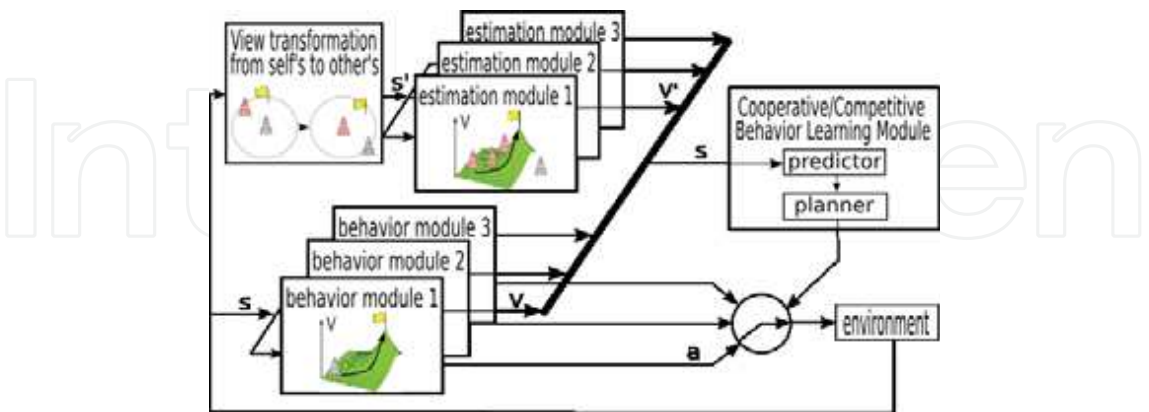 View transformation
from self's to other's
s'
estimation module 3
estimation module 2
estimation module 1
V
V'
Cooperative/Competitive
Behavior Learning Module
predictor
planner
s
behavior module 3
behavior module 2
behavior module 1
V
s
V
a
environment
Inten